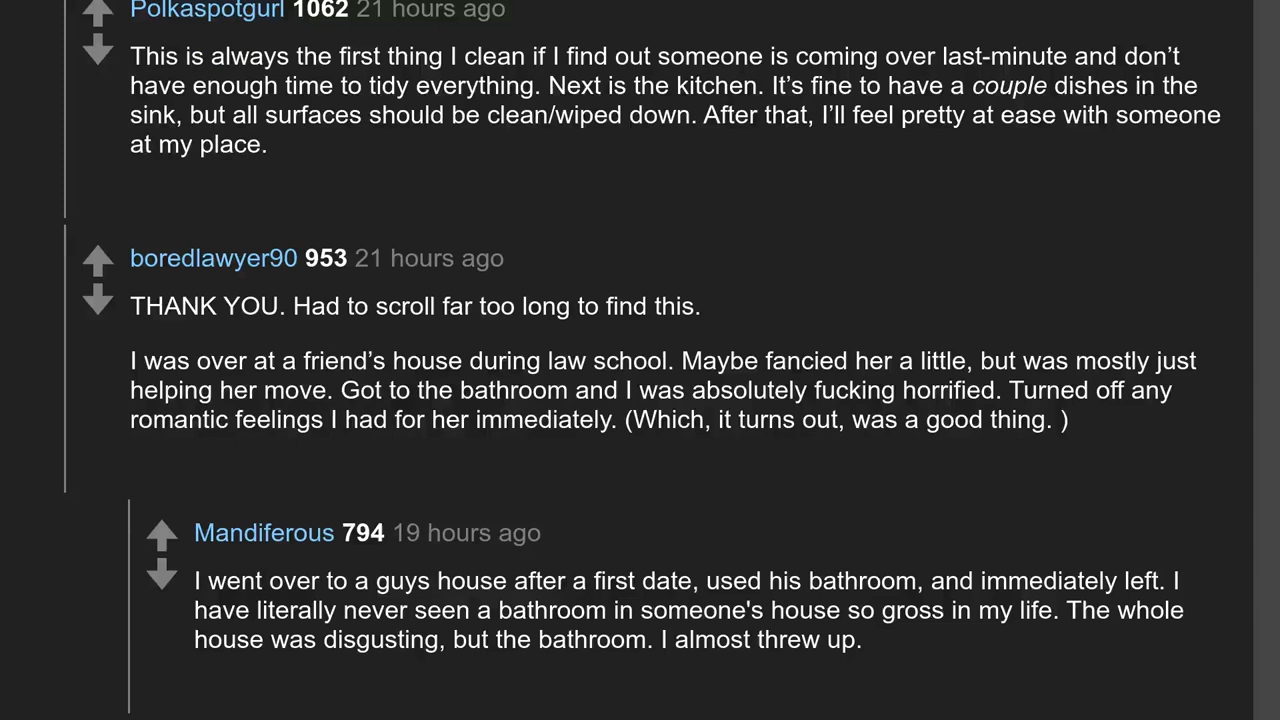 Polkaspotgurl 1062 21 hours ago
This is always the first thing I clean if I find out someone is coming over last-minute and don’t
have enough time to tidy everything. Next is the kitchen. It’s fine to have a couple dishes in the
sink, but all surfaces should be clean/wiped down. After that, I’ll feel pretty at ease with someone
at my place.
boredlawyer90 953 21 hours ago
THANK YOU. Had to scroll far too long to find this.
I was over at a friend’s house during law school. Maybe fancied her a little, but was mostly just
helping her move. Got to the bathroom and I was absolutely fucking horrified. Turned off any
romantic feelings I had for her immediately. (Which, it turns out, was a good thing. )
Mandiferous 794 19 hours ago
I went over to a guys house after a first date, used his bathroom, and immediately left. I
have literally never seen a bathroom in someone's house so gross in my life. The whole
house was disgusting, but the bathroom. I almost threw up.